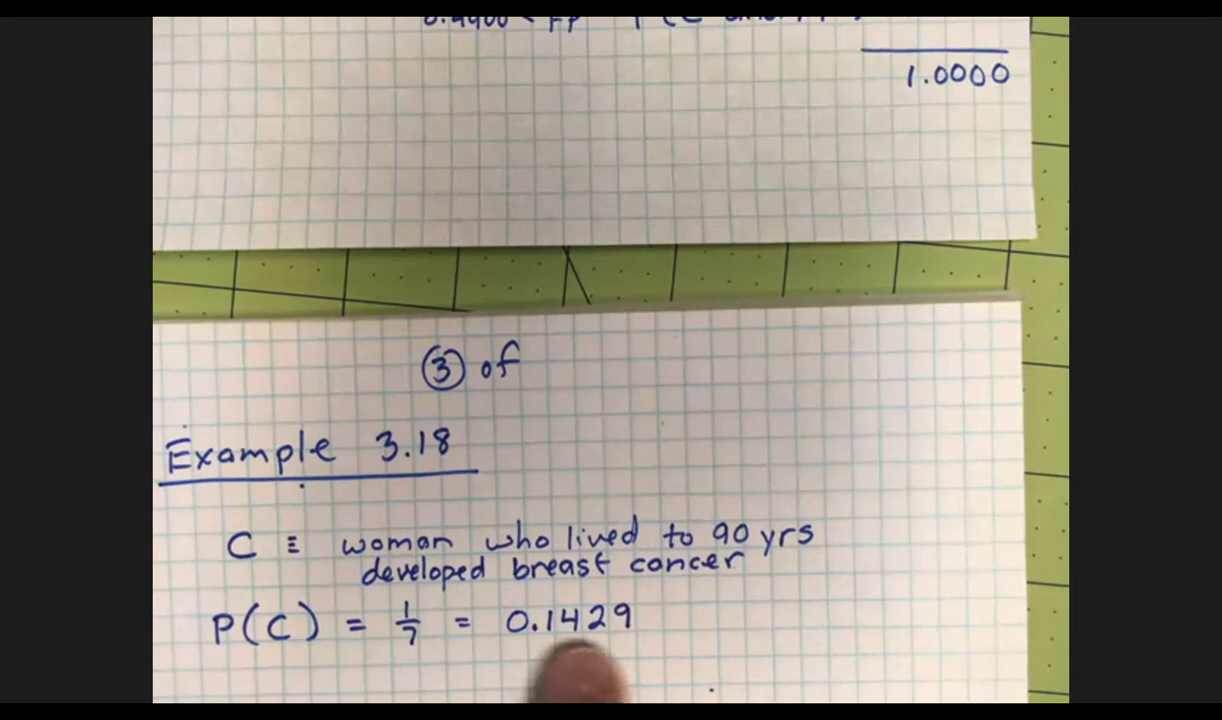 1.0000
③ of
Example 3.18
C ≡ woman who lived to 90 yrs
developed breast cancer
P(C) = 1/7 = 0.1429